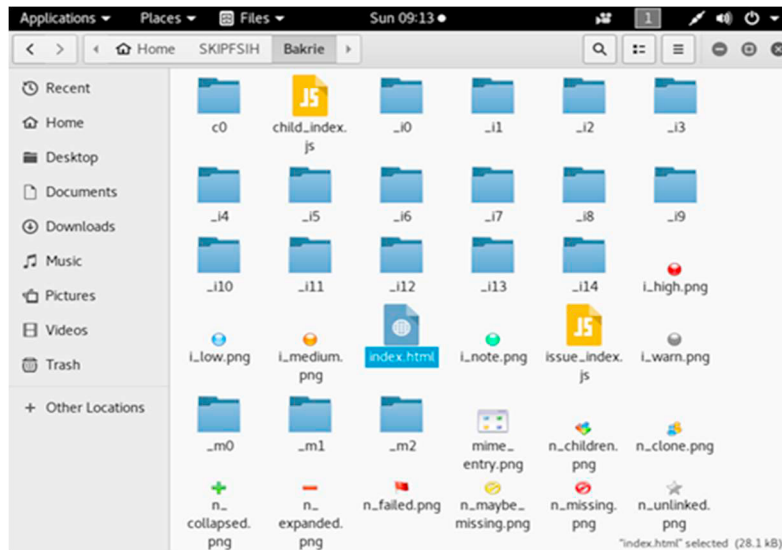 Applications Places Files Sun 09:13 1
Home SKIPFSIH Bakrie
Recent
Home
Desktop
Documents
Downloads
Music
Pictures
Videos
Trash
+ Other Locations
c0 child_index. _i0 _i1 _i2 _i3
js
_i4 _i5 _i6 _i7 _i8 _i9
_i10 _i11 _i12 _i13 _i14 i_high.png
i_low.png i_medium. index.html i_note.png issue_index. i_warn.png
png js
_m0 _m1 _m2 mime_ n_children. n_clone.png
entry.png png
n_ n_ n_failed.png n_maybe_ n_missing. n_unlinked.
collapsed. expanded. missing.png png png
png png
"index.html" selected (28.1 kB)